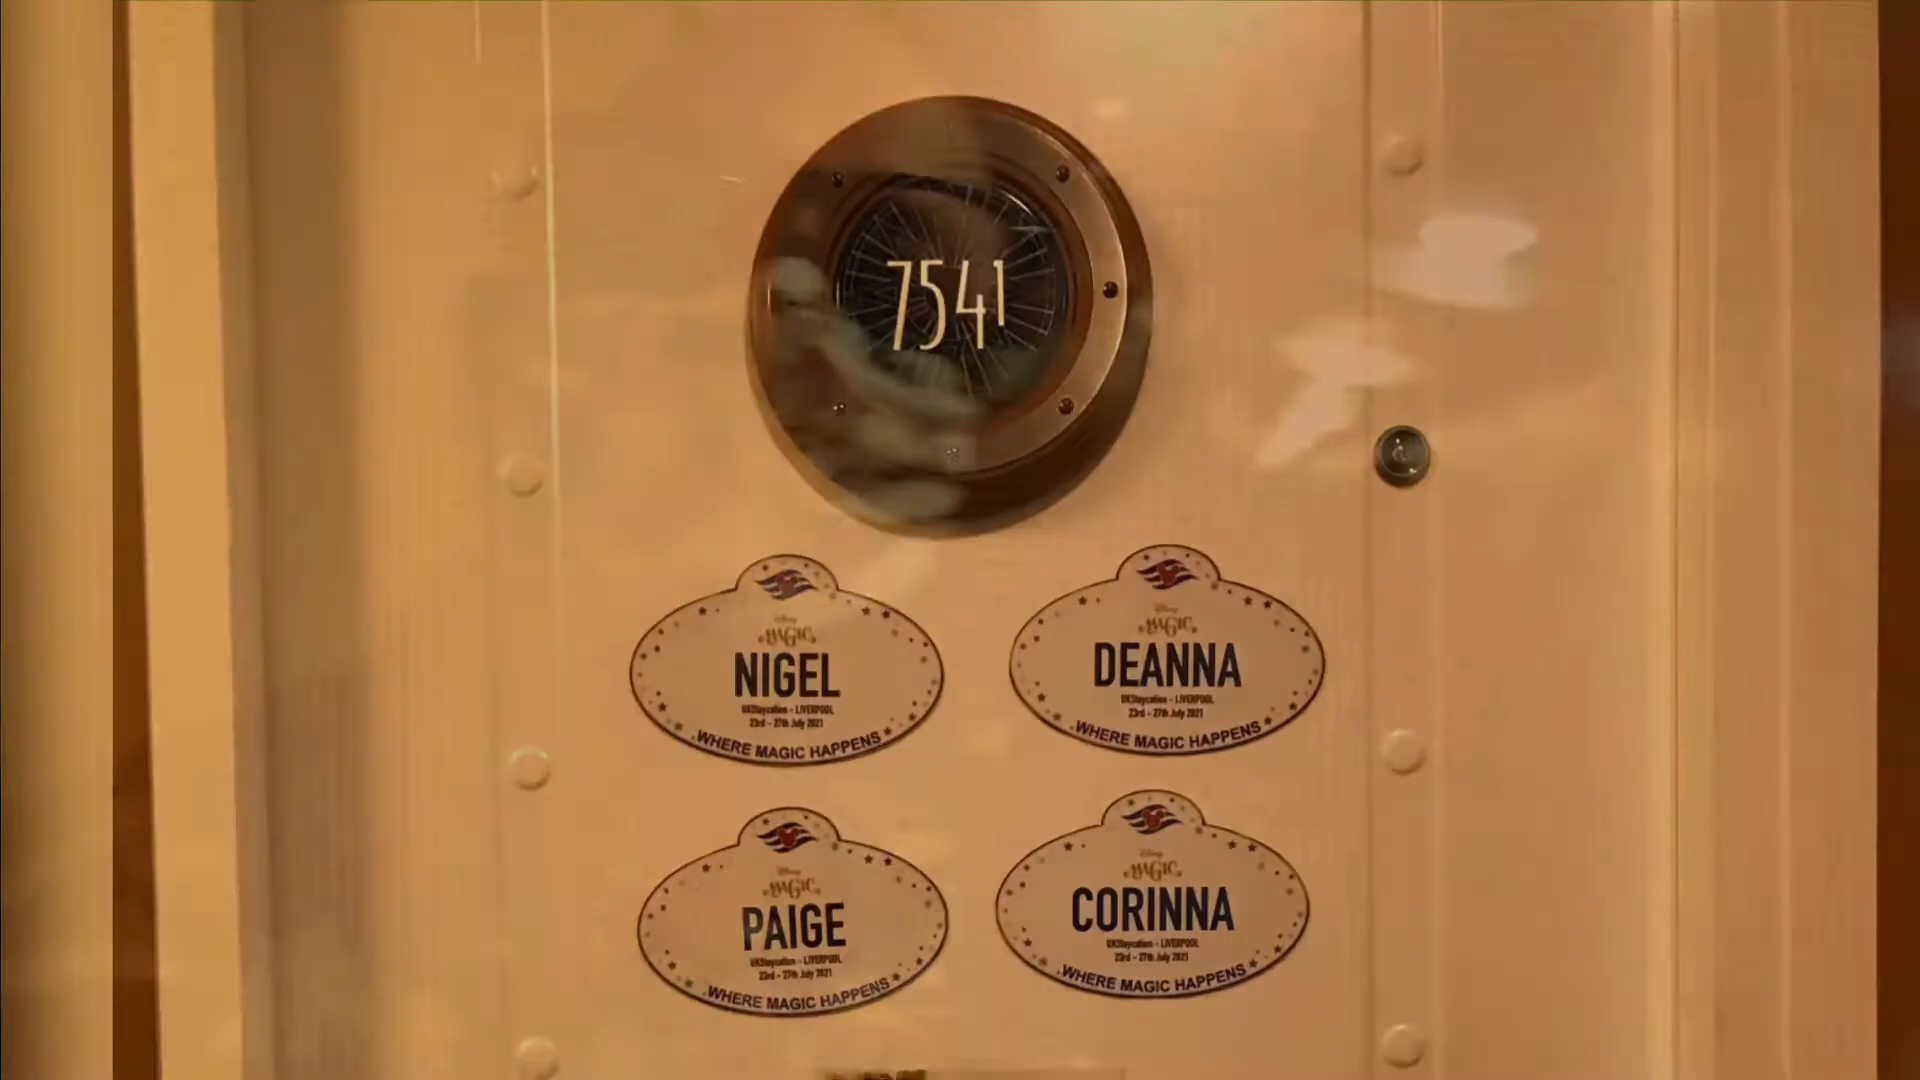 7541
Disney
MAGIC
NIGEL
UKStaycation - LIVERPOOL
23rd - 27th July 2021
WHERE MAGIC HAPPENS
Disney
MAGIC
DEANNA
UKStaycation - LIVERPOOL
23rd - 27th July 2021
WHERE MAGIC HAPPENS
Disney
MAGIC
PAIGE
UKStaycation - LIVERPOOL
23rd - 27th July 2021
WHERE MAGIC HAPPENS
Disney
MAGIC
CORINNA
UKStaycation - LIVERPOOL
23rd - 27th July 2021
WHERE MAGIC HAPPENS